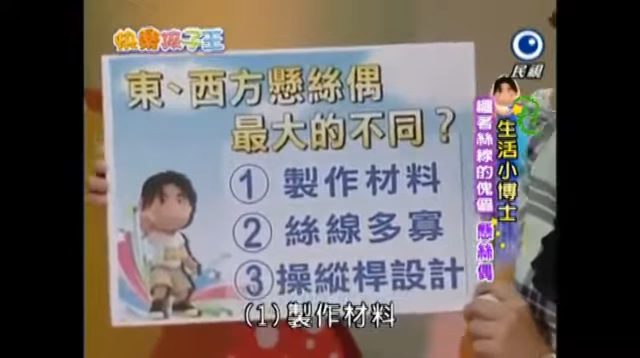 快樂孩子王
民視
東、西方懸絲偶
最大的不同？
① 製作材料
② 絲線多寡
③ 操縱桿設計
生活小博士
繫著絲線的傀儡 懸絲偶
(1)製作材料